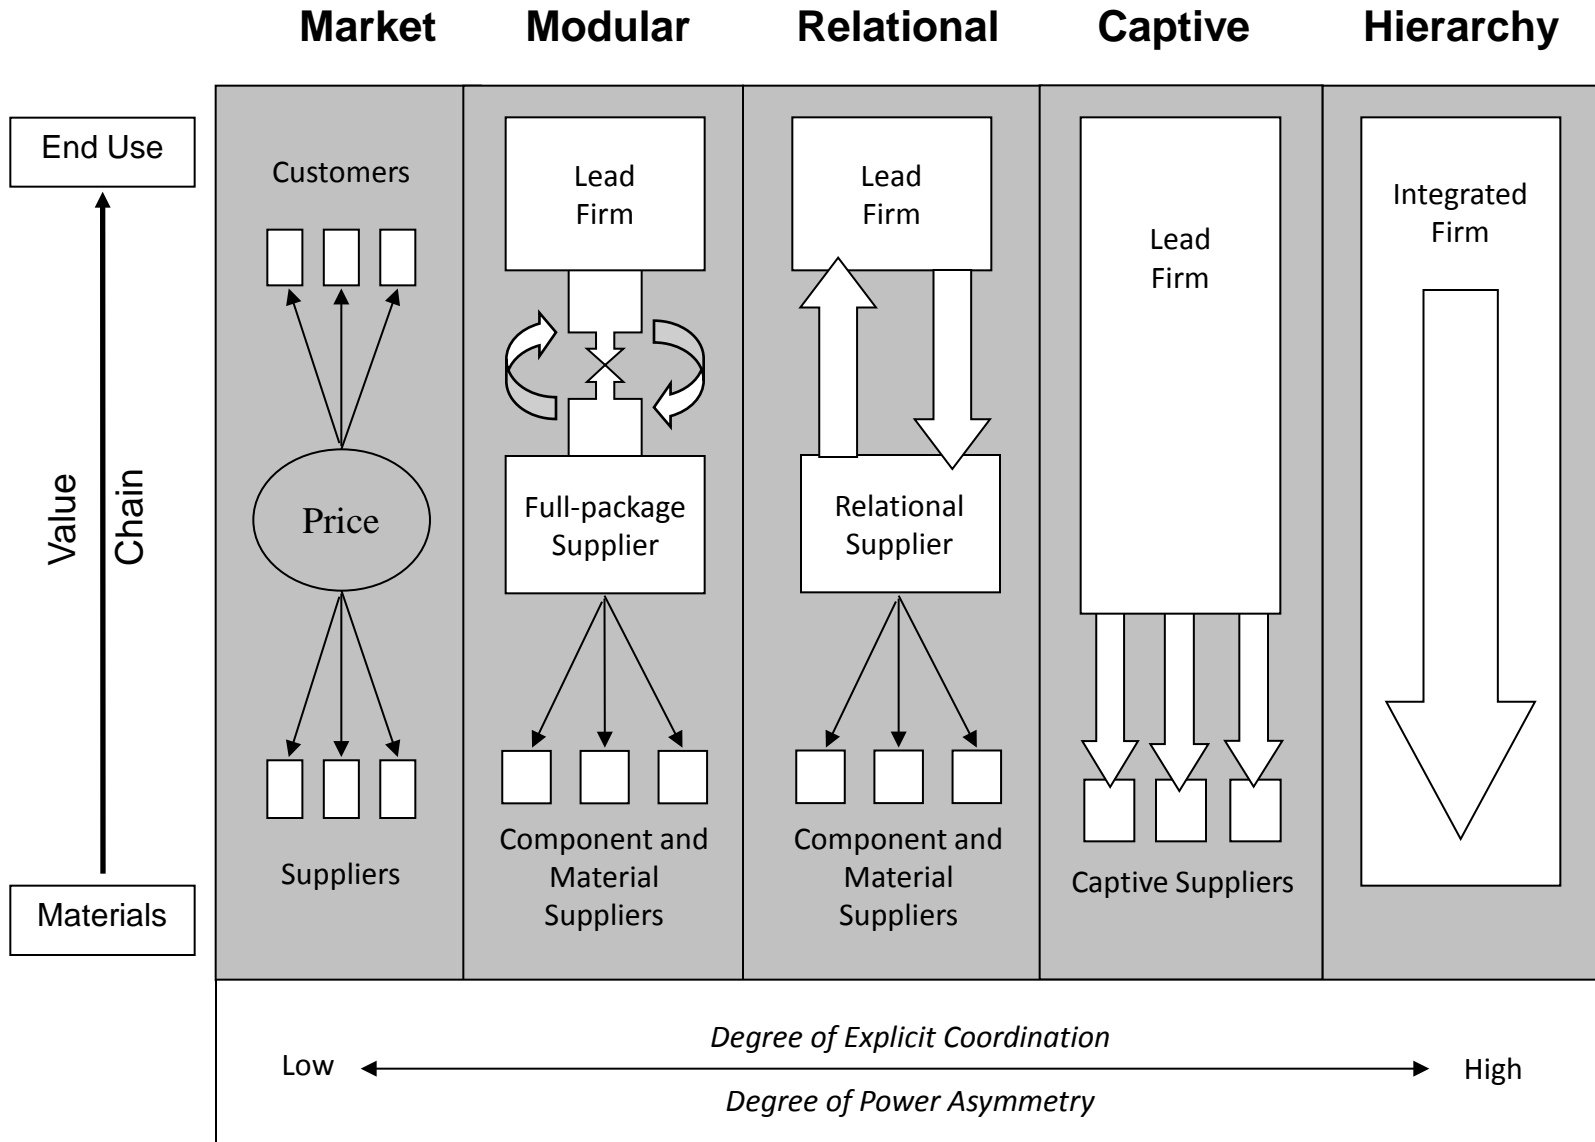 Market
Modular
Relational
Captive
Hierarchy
End Use
Value
Chain
Materials
Customers
Price
Suppliers
Lead
Firm
Full-package
Supplier
Component and
Material
Suppliers
Lead
Firm
Relational
Supplier
Component and
Material
Suppliers
Lead
Firm
Captive Suppliers
Integrated
Firm
Degree of Explicit Coordination
Low
High
Degree of Power Asymmetry